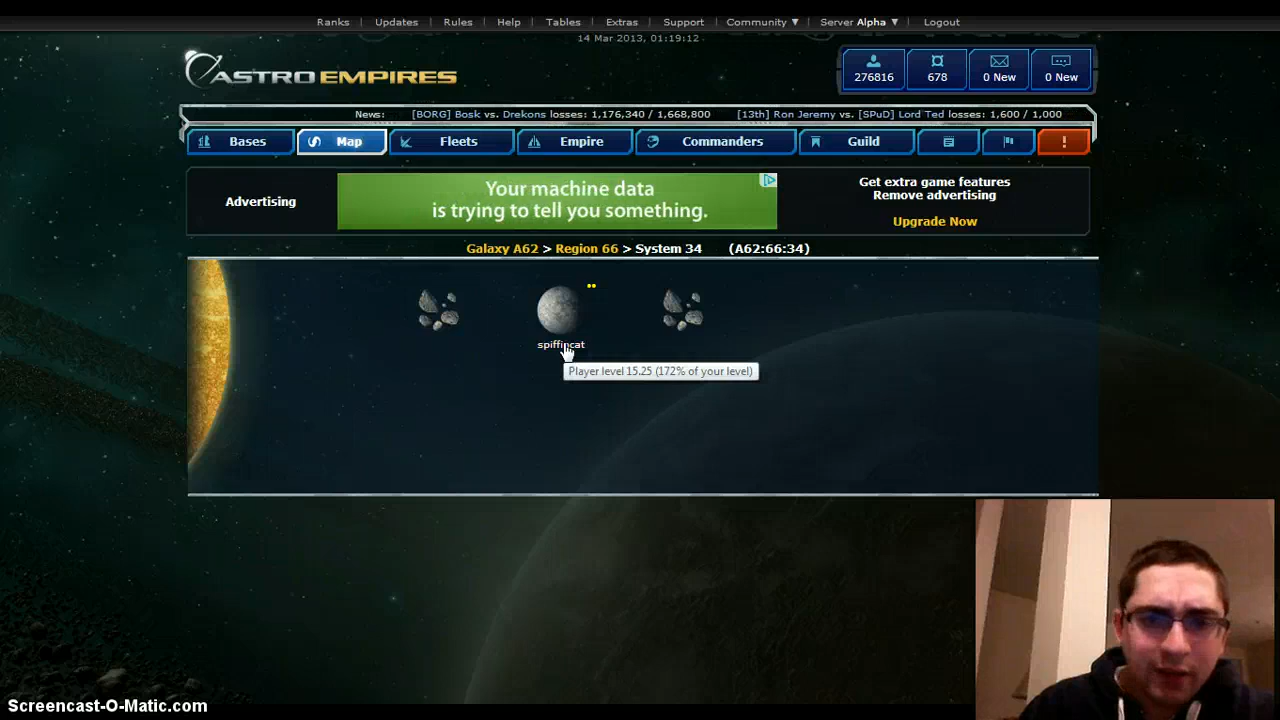 Ranks Updates Rules Help Tables Extras Support Community ▼ Server Alpha ▼ Logout
14 Mar 2013, 01:19:12
ASTROEMPIRES
276816 678 0 New 0 New
News: [BORG] Bosk vs. Drekons losses: 1,176,340 / 1,668,800 [13th] Ron Jeremy vs. [SPuD] Lord Ted losses: 1,600 / 1,000
Bases Map Fleets Empire Commanders Guild !
Advertising
Your machine data
is trying to tell you something.
Get extra game features
Remove advertising
Upgrade Now
Galaxy A62 > Region 66 > System 34 (A62:66:34)
spiffincat
Player level 15.25 (172% of your level)
Screencast-O-Matic.com